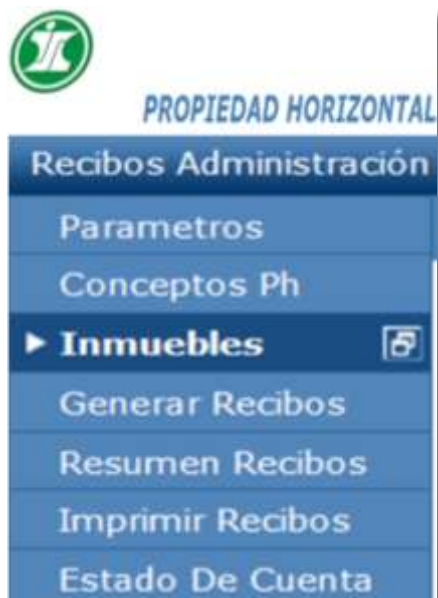 PROPIEDAD HORIZONTAL
Recibos Administración
Parametros
Conceptos Ph
Inmuebles
Generar Recibos
Resumen Recibos
Imprimir Recibos
Estado De Cuenta